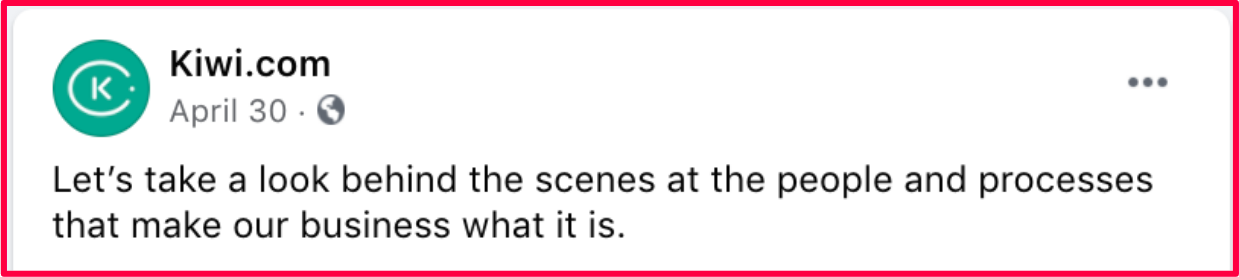 K
Kiwi.com
April 30 ·
Let's take a look behind the scenes at the people and processes
that make our business what it is.